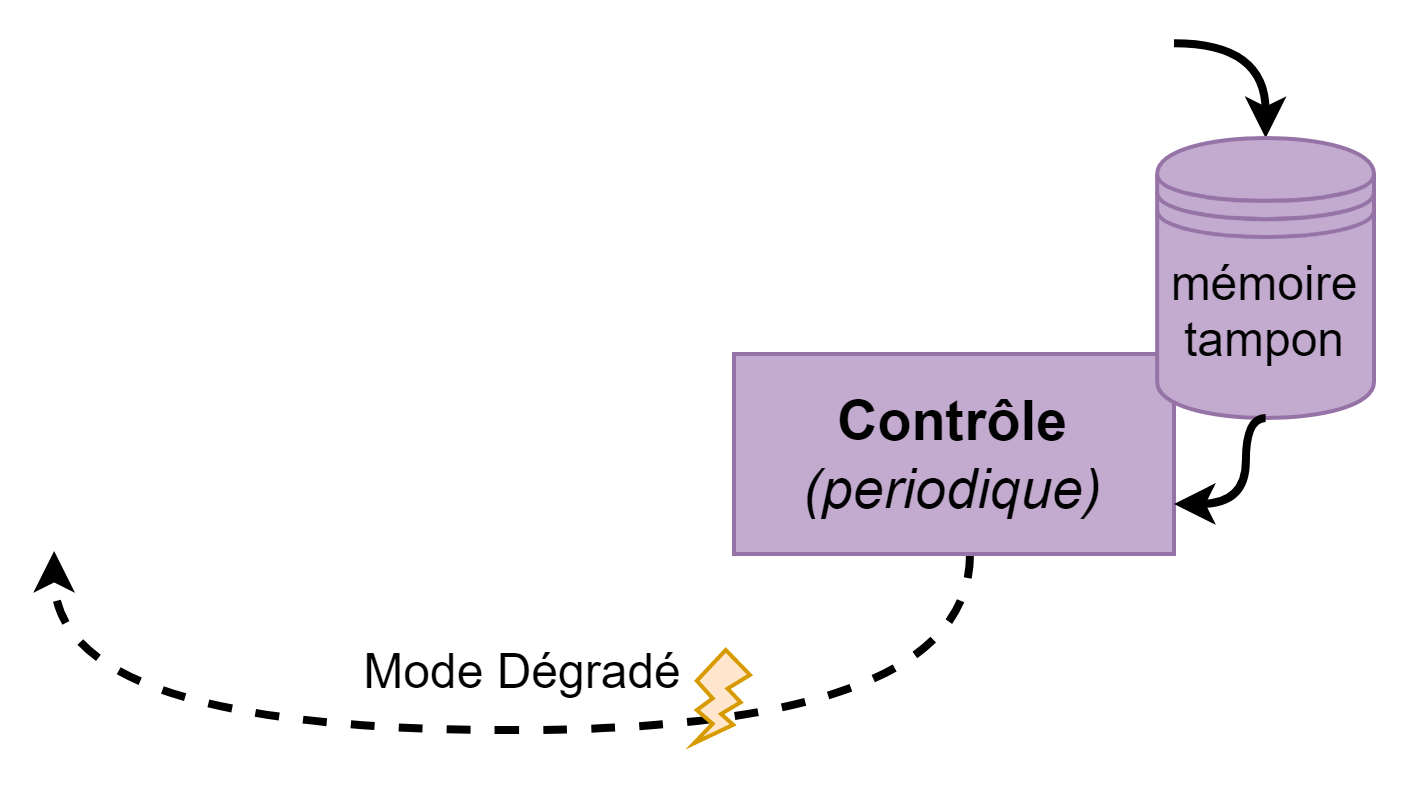 mémoire
tampon
Contrôle
(periodique)
Mode Dégradé